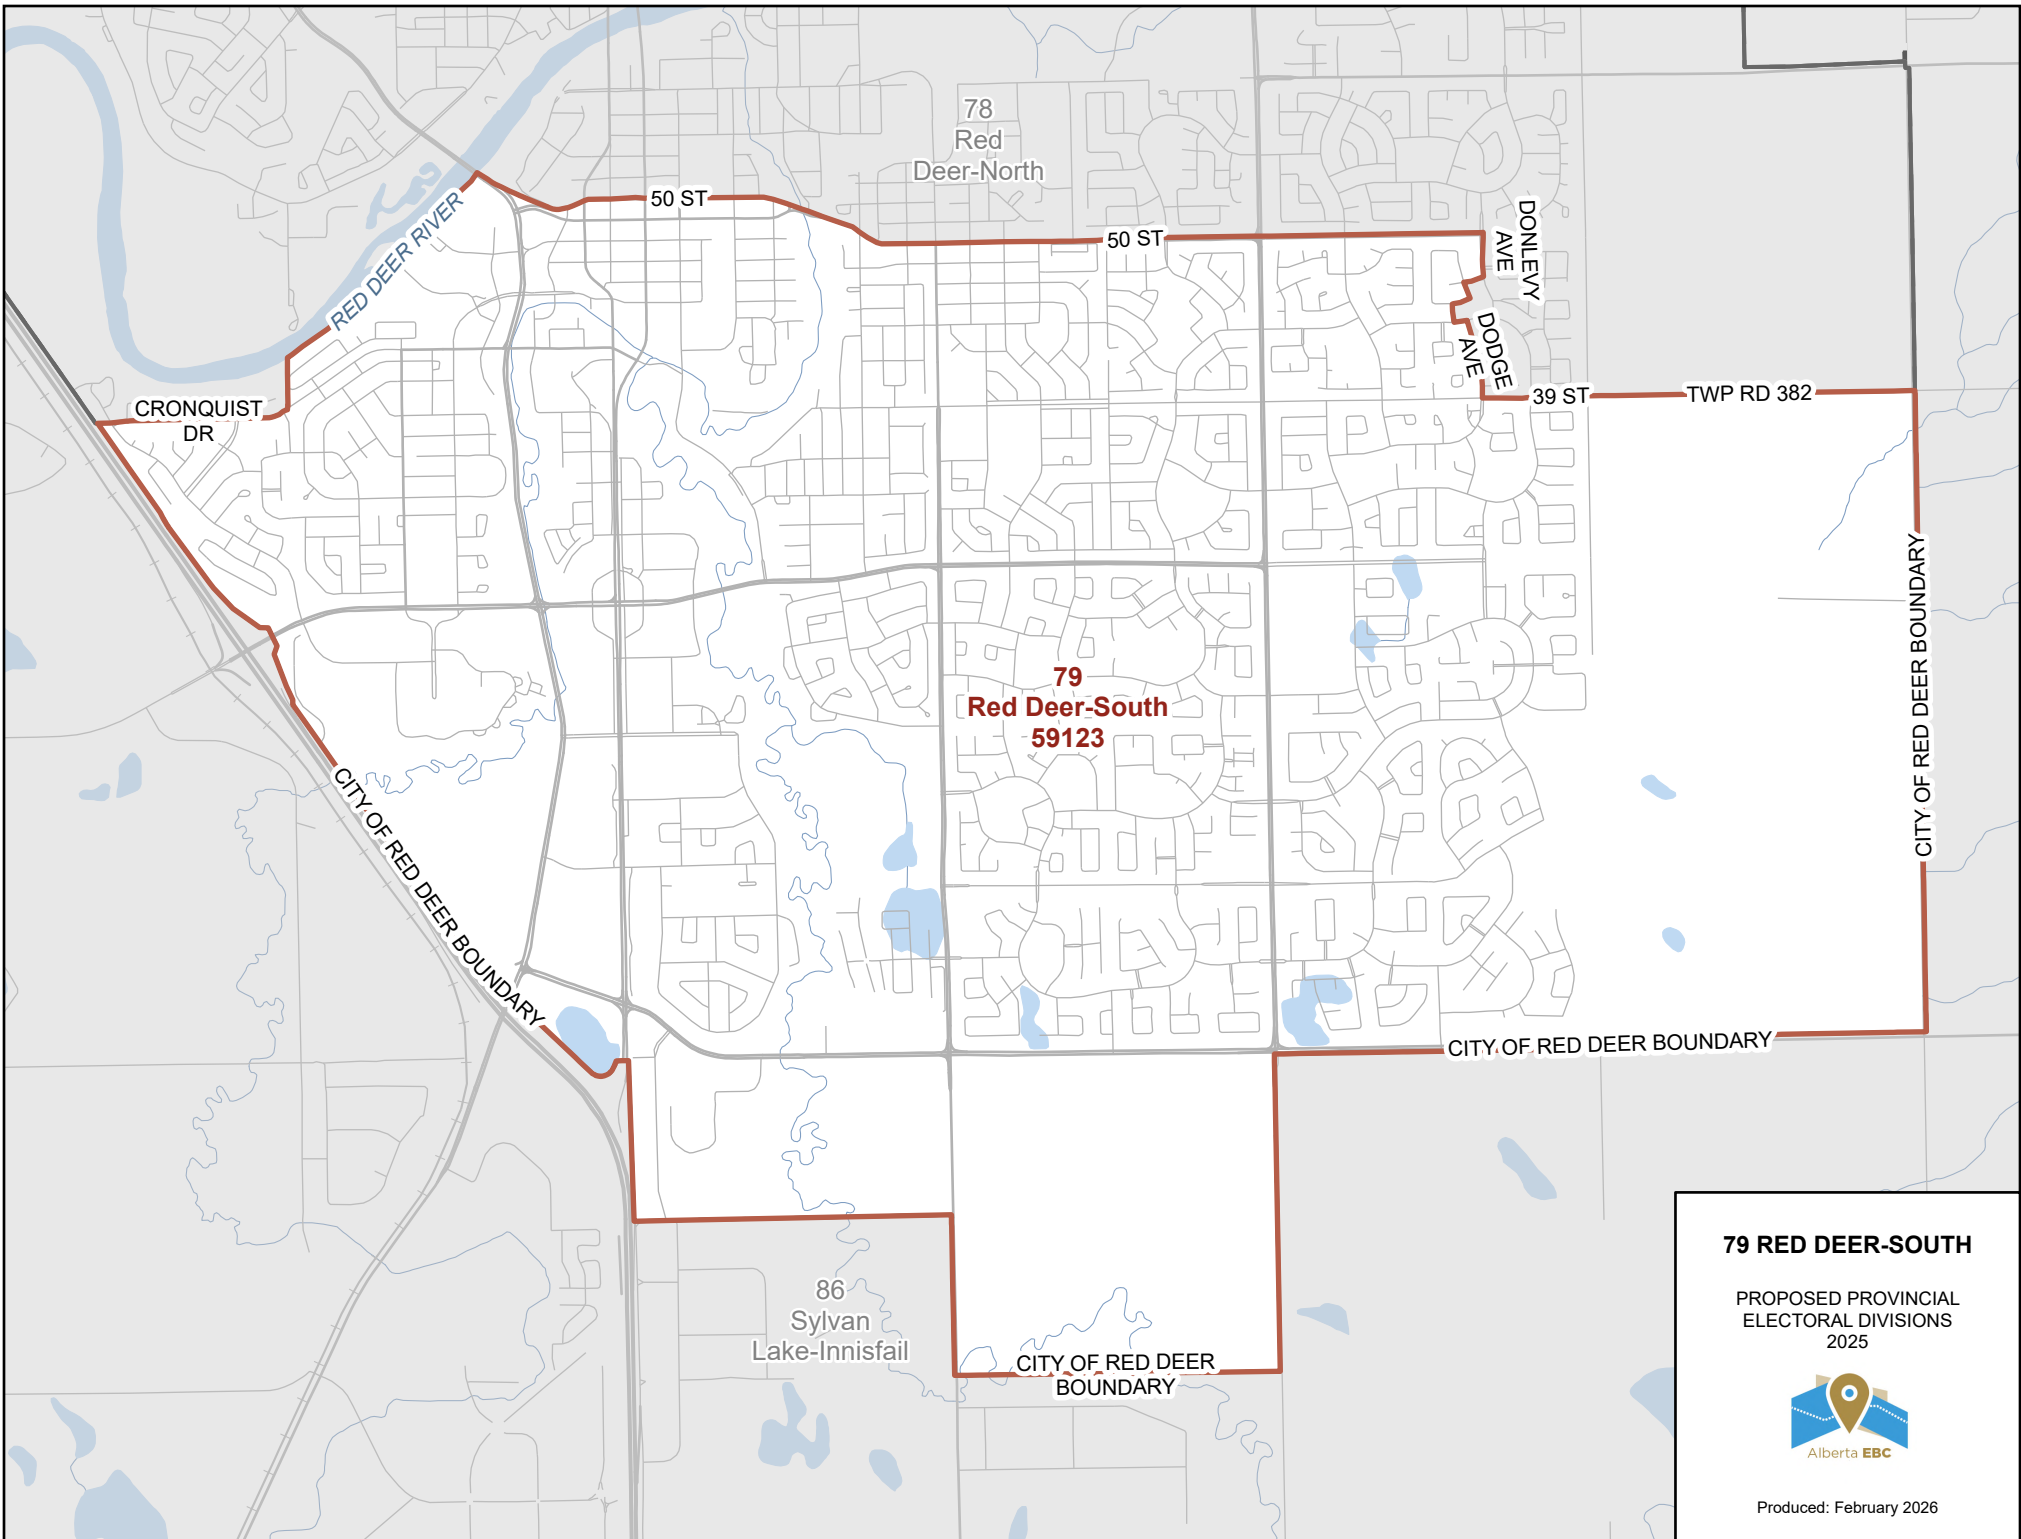 78
Red
Deer-North
50 ST
50 ST
DONLEVY
AVE
RED DEER RIVER
DODGE
AVE
39 ST
TWP RD 382
CRONQUIST
DR
CITY OF RED DEER BOUNDARY
79
Red Deer-South
59123
CITY OF RED DEER BOUNDARY
CITY OF RED DEER BOUNDARY
86
Sylvan
Lake-Innisfail
CITY OF RED DEER
BOUNDARY
79 RED DEER-SOUTH
PROPOSED PROVINCIAL
ELECTORAL DIVISIONS
2025
Alberta EBC
Produced: February 2026